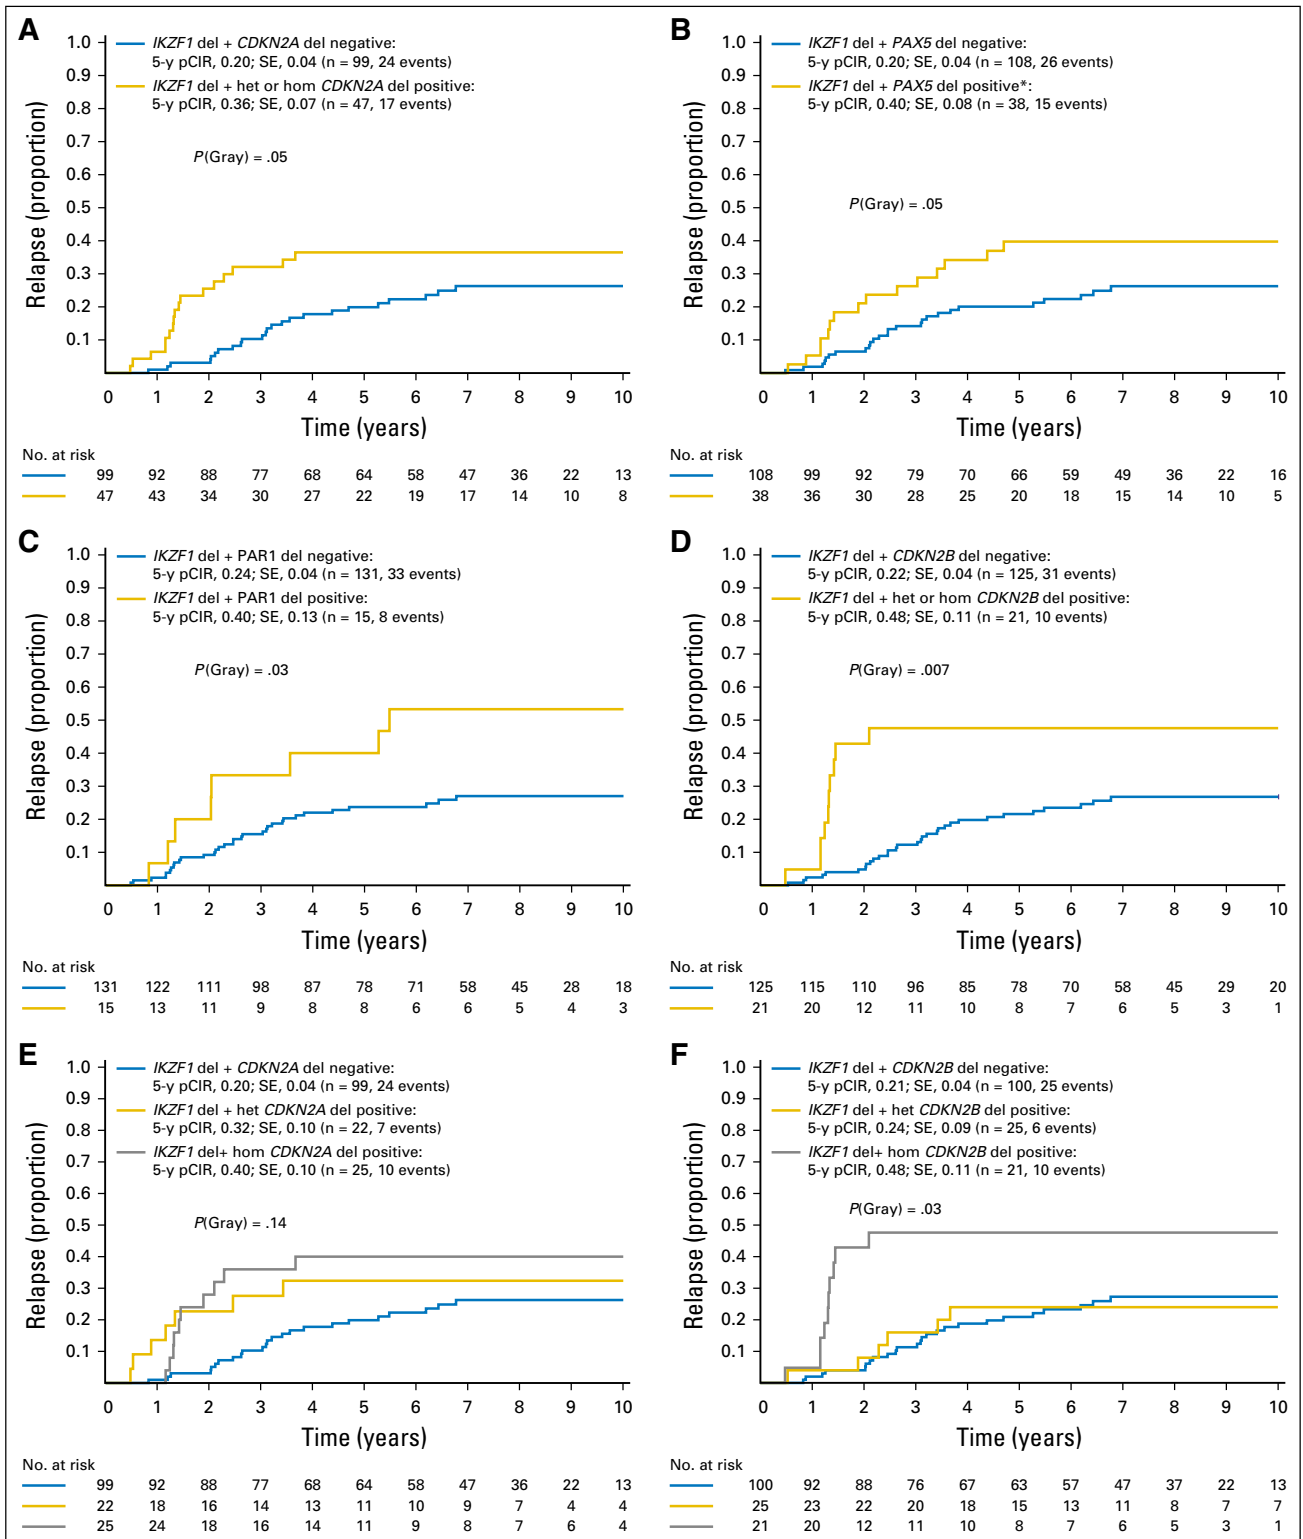 A
IKZF1 del + CDKN2A del negative:
5-y pCIR, 0.20; SE, 0.04 (n = 99, 24 events)
IKZF1 del + het or hom CDKN2A del positive:
5-y pCIR, 0.36; SE, 0.07 (n = 47, 17 events)
P(Gray) = .05
Relapse (proportion)
1.0
0.9
0.8
0.7
0.6
0.5
0.4
0.3
0.2
0.1
0 1 2 3 4 5 6 7 8 9 10
Time (years)
No. at risk
99 92 88 77 68 64 58 47 36 22 13
47 43 34 30 27 22 19 17 14 10 8
B
IKZF1 del + PAX5 del negative:
5-y pCIR, 0.20; SE, 0.04 (n = 108, 26 events)
IKZF1 del + PAX5 del positive*:
5-y pCIR, 0.40; SE, 0.08 (n = 38, 15 events)
P(Gray) = .05
Relapse (proportion)
1.0
0.9
0.8
0.7
0.6
0.5
0.4
0.3
0.2
0.1
0 1 2 3 4 5 6 7 8 9 10
Time (years)
No. at risk
108 99 92 79 70 66 59 49 36 22 16
38 36 30 28 25 20 18 15 14 10 5
C
IKZF1 del + PAR1 del negative:
5-y pCIR, 0.24; SE, 0.04 (n = 131, 33 events)
IKZF1 del + PAR1 del positive:
5-y pCIR, 0.40; SE, 0.13 (n = 15, 8 events)
P(Gray) = .03
Relapse (proportion)
1.0
0.9
0.8
0.7
0.6
0.5
0.4
0.3
0.2
0.1
0 1 2 3 4 5 6 7 8 9 10
Time (years)
No. at risk
131 122 111 98 87 78 71 58 45 28 18
15 13 11 9 8 8 6 6 5 4 3
D
IKZF1 del + CDKN2B del negative:
5-y pCIR, 0.22; SE, 0.04 (n = 125, 31 events)
IKZF1 del + het or hom CDKN2B del positive:
5-y pCIR, 0.48; SE, 0.11 (n = 21, 10 events)
P(Gray) = .007
Relapse (proportion)
1.0
0.9
0.8
0.7
0.6
0.5
0.4
0.3
0.2
0.1
0 1 2 3 4 5 6 7 8 9 10
Time (years)
No. at risk
125 115 110 96 85 78 70 58 45 29 20
21 20 12 11 10 8 7 6 5 3 1
E
IKZF1 del + CDKN2A del negative:
5-y pCIR, 0.20; SE, 0.04 (n = 99, 24 events)
IKZF1 del + het CDKN2A del positive:
5-y pCIR, 0.32; SE, 0.10 (n = 22, 7 events)
IKZF1 del+ hom CDKN2A del positive:
5-y pCIR, 0.40; SE, 0.10 (n = 25, 10 events)
P(Gray) = .14
Relapse (proportion)
1.0
0.9
0.8
0.7
0.6
0.5
0.4
0.3
0.2
0.1
0 1 2 3 4 5 6 7 8 9 10
Time (years)
No. at risk
99 92 88 77 68 64 58 47 36 22 13
22 18 16 14 13 11 10 9 7 4 4
25 24 18 16 14 11 9 8 7 6 4
F
IKZF1 del + CDKN2B del negative:
5-y pCIR, 0.21; SE, 0.04 (n = 100, 25 events)
IKZF1 del + het CDKN2B del positive:
5-y pCIR, 0.24; SE, 0.09 (n = 25, 6 events)
IKZF1 del+ hom CDKN2B del positive:
5-y pCIR, 0.48; SE, 0.11 (n = 21, 10 events)
P(Gray) = .03
Relapse (proportion)
1.0
0.9
0.8
0.7
0.6
0.5
0.4
0.3
0.2
0.1
0 1 2 3 4 5 6 7 8 9 10
Time (years)
No. at risk
100 92 88 76 67 63 57 47 37 22 13
25 23 22 20 18 15 13 11 8 7 7
21 20 12 11 10 8 7 6 5 3 1